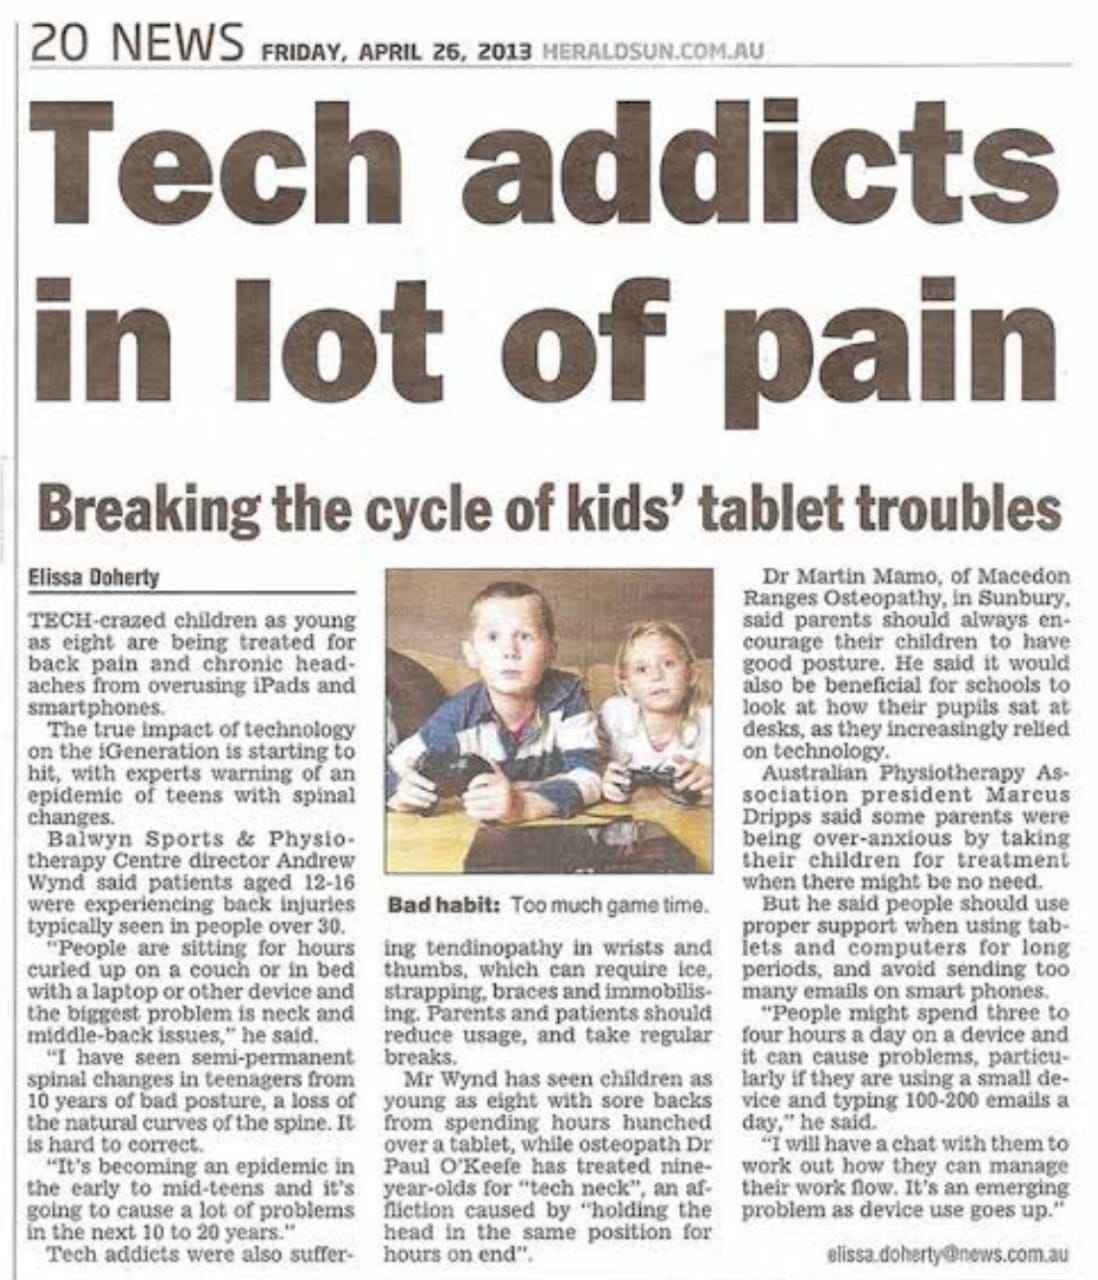 20 NEWS FRIDAY, APRIL 26, 2013 HERALDSUN.COM.AU
Tech addicts
in lot of pain
Breaking the cycle of kids' tablet troubles
Elissa Doherty
TECH-crazed children as young
as eight are being treated for
back pain and chronic head-
aches from overusing iPads and
smartphones.
The true impact of technology
on the iGeneration is starting to
hit, with experts warning of an
epidemic of teens with spinal
changes.
Balwyn Sports & Physio-
therapy Centre director Andrew
Wynd said patients aged 12-16
were experiencing back injuries
typically seen in people over 30.
"People are sitting for hours
curled up on a couch or in bed
with a laptop or other device and
the biggest problem is neck and
middle-back issues," he said.
"I have seen semi-permanent
spinal changes in teenagers from
10 years of bad posture, a loss of
the natural curves of the spine. It
is hard to correct.
"It's becoming an epidemic in
the early to mid-teens and it's
going to cause a lot of problems
in the next 10 to 20 years."
Tech addicts were also suffer-
Bad habit: Too much game time.
ing tendinopathy in wrists and
thumbs, which can require ice,
strapping, braces and immobilis-
ing. Parents and patients should
reduce usage, and take regular
breaks.
Mr Wynd has seen children as
young as eight with sore backs
from spending hours hunched
over a tablet, while osteopath Dr
Paul O'Keefe has treated nine-
year-olds for "tech neck", an af-
fliction caused by "holding the
head in the same position for
hours on end".
Dr Martin Mamo, of Macedon
Ranges Osteopathy, in Sunbury,
said parents should always en-
courage their children to have
good posture. He said it would
also be beneficial for schools to
look at how their pupils sat at
desks, as they increasingly relied
on technology.
Australian Physiotherapy As-
sociation president Marcus
Dripps said some parents were
being over-anxious by taking
their children for treatment
when there might be no need.
But he said people should use
proper support when using tab-
lets and computers for long
periods, and avoid sending too
many emails on smart phones.
"People might spend three to
four hours a day on a device and
it can cause problems, particu-
larly if they are using a small de-
vice and typing 100-200 emails a
day," he said.
"I will have a chat with them to
work out how they can manage
their work flow. It's an emerging
problem as device use goes up."
elissa.doherty@news.com.au